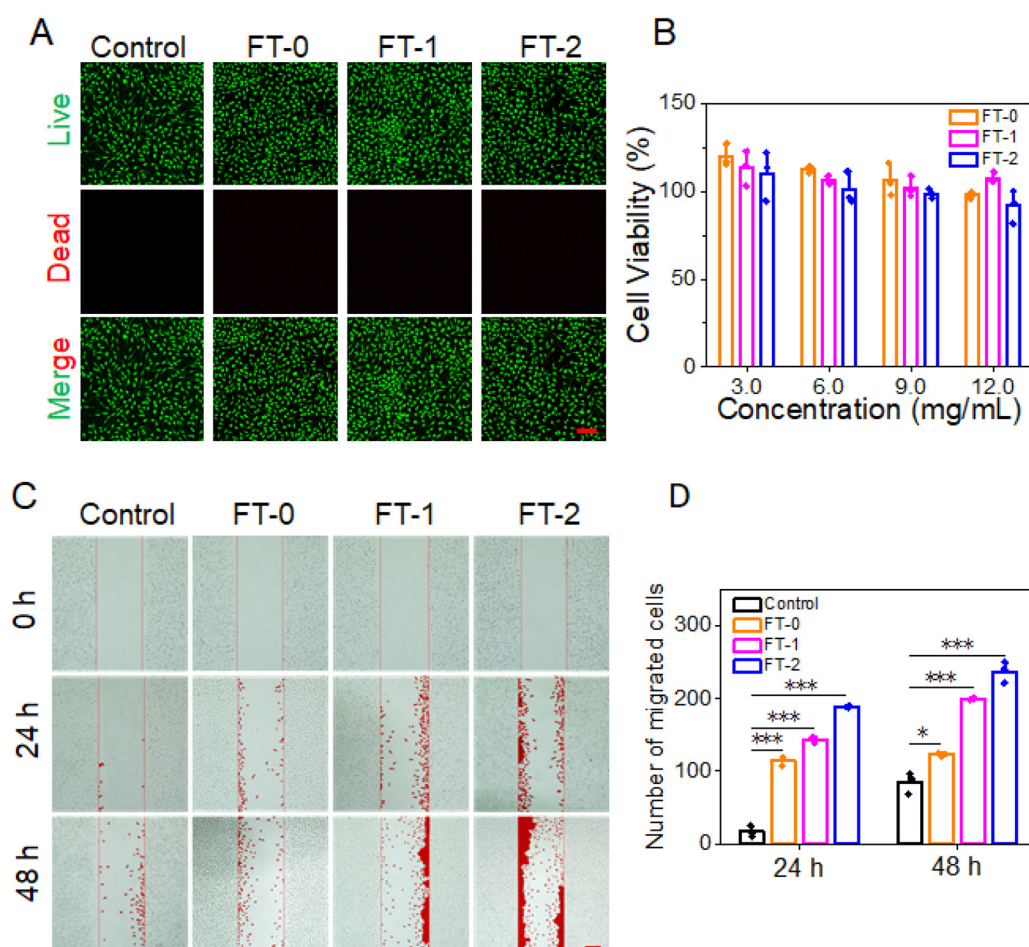 A
Control FT-0 FT-1 FT-2
Live
Dead
Merge
B
Cell Viability (%)
150
100
50
0
FT-0
FT-1
FT-2
3.0 6.0 9.0 12.0
Concentration (mg/mL)
C
Control FT-0 FT-1 FT-2
0 h
24 h
48 h
D
Number of migrated cells
300
200
100
0
Control
FT-0
FT-1
FT-2
***
***
***
***
***
*
24 h 48 h